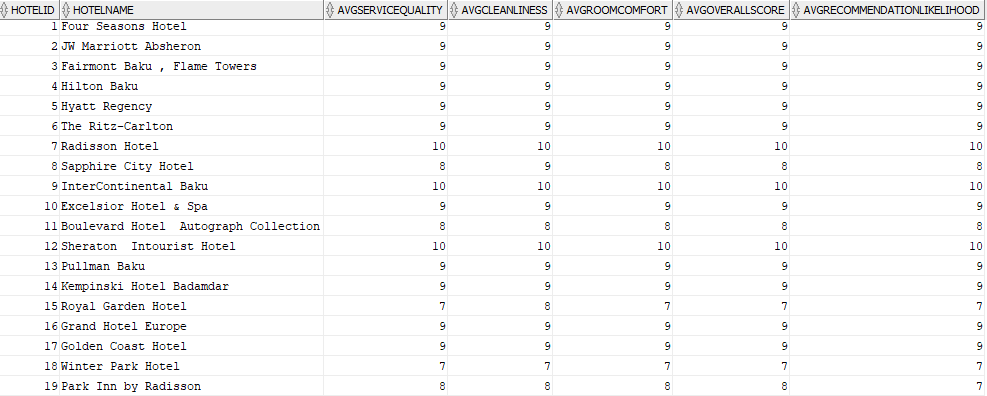 HOTELID HOTELNAME AVGSERVICEQUALITY AVGCLEANLINESS AVGROOMCOMFORT AVGOVERALLSCORE AVGRECOMMENDATIONLIKELIHOOD
1 Four Seasons Hotel 9 9 9 9 9
2 JW Marriott Absheron 9 9 9 9 9
3 Fairmont Baku , Flame Towers 9 9 9 9 9
4 Hilton Baku 9 9 9 9 9
5 Hyatt Regency 9 9 9 9 9
6 The Ritz-Carlton 9 9 9 9 9
7 Radisson Hotel 10 10 10 10 10
8 Sapphire City Hotel 8 9 8 8 8
9 InterContinental Baku 10 10 10 10 10
10 Excelsior Hotel & Spa 9 9 9 9 9
11 Boulevard Hotel  Autograph Collection 8 8 8 8 8
12 Sheraton  Intourist Hotel 10 10 10 10 10
13 Pullman Baku 9 9 9 9 9
14 Kempinski Hotel Badamdar 9 9 9 9 9
15 Royal Garden Hotel 7 8 7 7 7
16 Grand Hotel Europe 9 9 9 9 9
17 Golden Coast Hotel 9 9 9 9 9
18 Winter Park Hotel 7 7 7 7 7
19 Park Inn by Radisson 8 8 8 8 7